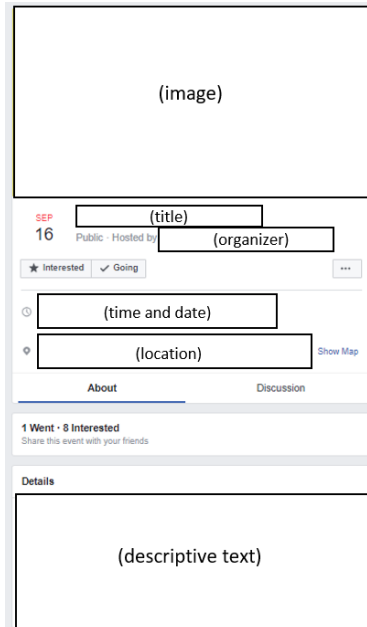 (image)
SEP
16
(title)
Public · Hosted by (organizer)
★ Interested ✓ Going ...
(time and date)
(location) Show Map
About Discussion
1 Went · 8 Interested
Share this event with your friends
Details
(descriptive text)